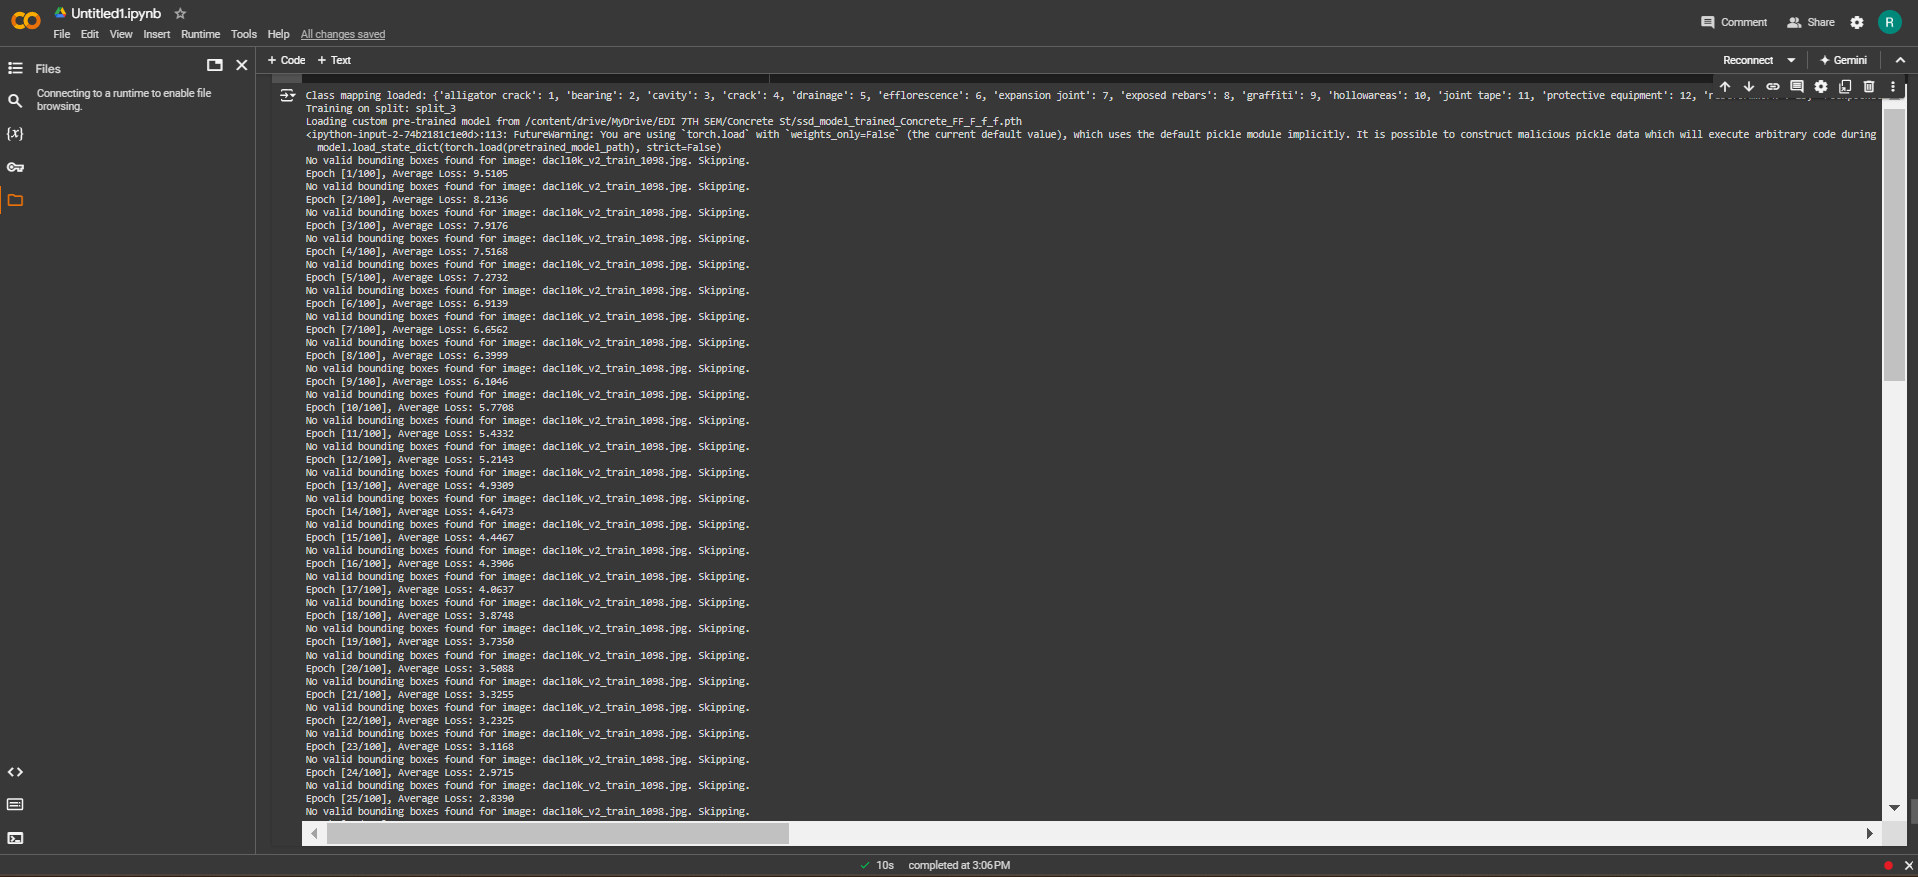 Untitled1.ipynb
File Edit View Insert Runtime Tools Help All changes saved
Comment Share R
Files
Connecting to a runtime to enable file
browsing.
{x}
+ Code + Text
Reconnect Gemini
Class mapping loaded: {'alligator crack': 1, 'bearing': 2, 'cavity': 3, 'crack': 4, 'drainage': 5, 'efflorescence': 6, 'expansion joint': 7, 'exposed rebars': 8, 'graffiti': 9, 'hollowareas': 10, 'joint tape': 11, 'protective equipment': 12,
Training on split: split_3
Loading custom pre-trained model from /content/drive/MyDrive/EDI 7TH SEM/Concrete ST/ssd_model_trained_Concrete_FF_F_f_f.pth
<ipython-input-2-74b2181c1e0d>:113: FutureWarning: You are using `torch.load` with `weights_only=False` (the current default value), which uses the default pickle module implicitly. It is possible to construct malicious pickle data which will execute arbitrary code during
model.load_state_dict(torch.load(pretrained_model_path), strict=False)
No valid bounding boxes found for image: dacl10k_v2_train_1098.jpg. Skipping.
Epoch [1/100], Average Loss: 9.5105
No valid bounding boxes found for image: dacl10k_v2_train_1098.jpg. Skipping.
Epoch [2/100], Average Loss: 8.2136
No valid bounding boxes found for image: dacl10k_v2_train_1098.jpg. Skipping.
Epoch [3/100], Average Loss: 7.9176
No valid bounding boxes found for image: dacl10k_v2_train_1098.jpg. Skipping.
Epoch [4/100], Average Loss: 7.5168
No valid bounding boxes found for image: dacl10k_v2_train_1098.jpg. Skipping.
Epoch [5/100], Average Loss: 7.2732
No valid bounding boxes found for image: dacl10k_v2_train_1098.jpg. Skipping.
Epoch [6/100], Average Loss: 6.9139
No valid bounding boxes found for image: dacl10k_v2_train_1098.jpg. Skipping.
Epoch [7/100], Average Loss: 6.6562
No valid bounding boxes found for image: dacl10k_v2_train_1098.jpg. Skipping.
Epoch [8/100], Average Loss: 6.3999
No valid bounding boxes found for image: dacl10k_v2_train_1098.jpg. Skipping.
Epoch [9/100], Average Loss: 6.1046
No valid bounding boxes found for image: dacl10k_v2_train_1098.jpg. Skipping.
Epoch [10/100], Average Loss: 5.7708
No valid bounding boxes found for image: dacl10k_v2_train_1098.jpg. Skipping.
Epoch [11/100], Average Loss: 5.4332
No valid bounding boxes found for image: dacl10k_v2_train_1098.jpg. Skipping.
Epoch [12/100], Average Loss: 5.2143
No valid bounding boxes found for image: dacl10k_v2_train_1098.jpg. Skipping.
Epoch [13/100], Average Loss: 4.9309
No valid bounding boxes found for image: dacl10k_v2_train_1098.jpg. Skipping.
Epoch [14/100], Average Loss: 4.6473
No valid bounding boxes found for image: dacl10k_v2_train_1098.jpg. Skipping.
Epoch [15/100], Average Loss: 4.4467
No valid bounding boxes found for image: dacl10k_v2_train_1098.jpg. Skipping.
Epoch [16/100], Average Loss: 4.3906
No valid bounding boxes found for image: dacl10k_v2_train_1098.jpg. Skipping.
Epoch [17/100], Average Loss: 4.0637
No valid bounding boxes found for image: dacl10k_v2_train_1098.jpg. Skipping.
Epoch [18/100], Average Loss: 3.8748
No valid bounding boxes found for image: dacl10k_v2_train_1098.jpg. Skipping.
Epoch [19/100], Average Loss: 3.7350
No valid bounding boxes found for image: dacl10k_v2_train_1098.jpg. Skipping.
Epoch [20/100], Average Loss: 3.5088
No valid bounding boxes found for image: dacl10k_v2_train_1098.jpg. Skipping.
Epoch [21/100], Average Loss: 3.3255
No valid bounding boxes found for image: dacl10k_v2_train_1098.jpg. Skipping.
Epoch [22/100], Average Loss: 3.2325
No valid bounding boxes found for image: dacl10k_v2_train_1098.jpg. Skipping.
Epoch [23/100], Average Loss: 3.1168
No valid bounding boxes found for image: dacl10k_v2_train_1098.jpg. Skipping.
Epoch [24/100], Average Loss: 2.9715
No valid bounding boxes found for image: dacl10k_v2_train_1098.jpg. Skipping.
Epoch [25/100], Average Loss: 2.8390
No valid bounding boxes found for image: dacl10k_v2_train_1098.jpg. Skipping.
10s completed at 3:06 PM